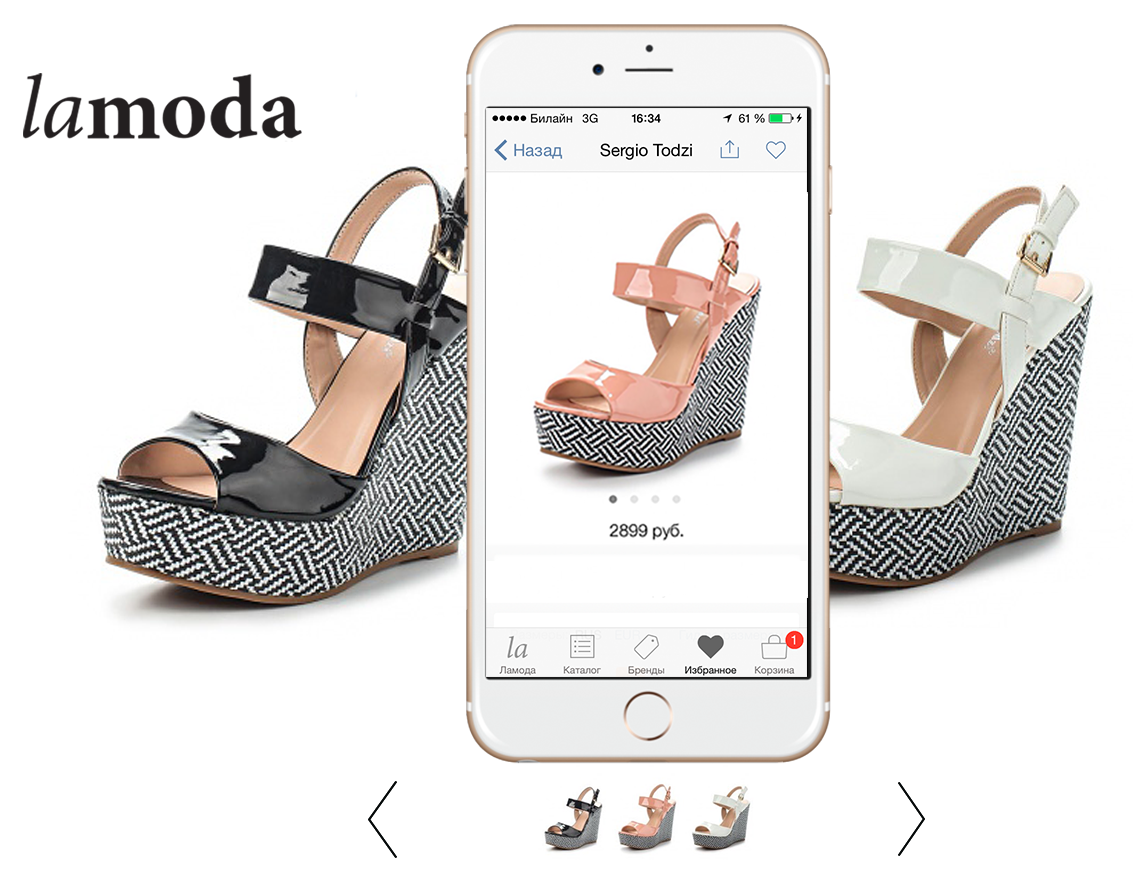 lamoda
Билайн 3G 16:34 61 %
Назад Sergio Todzi
2899 руб.
la 1
Ламода Каталог Бренды Избранное Корзина